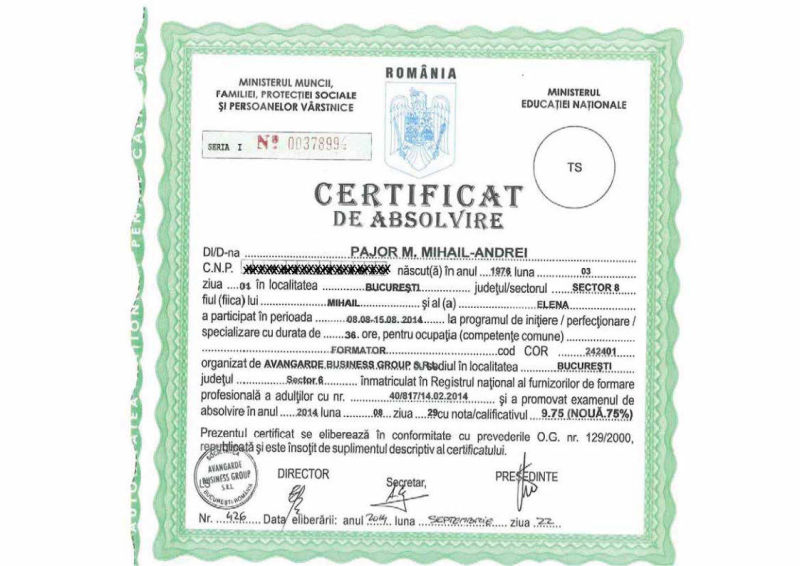 ROMÂNIA
MINISTERUL MUNCII,
FAMILIEI, PROTECȚIEI SOCIALE
ȘI PERSOANELOR VÂRSTNICE
MINISTERUL
EDUCAȚIEI NAȚIONALE
SERIA I Nº 00378994
TS
CERTIFICAT
DE ABSOLVIRE
Dl/D-na PAJOR M. MIHAIL-ANDREI
C.N.P. născut(ă) în anul 1976 luna 03
ziua 01 în localitatea BUCUREȘTI județul/sectorul SECTOR 8
fiul (fiica) lui MIHAIL și al (a) ELENA
a participat în perioada 08.08-15.08. 2014 la programul de inițiere / perfecționare /
specializare cu durata de 36. ore, pentru ocupația (competențe comune)
FORMATOR cod COR 242401
organizat de AVANGARDE BUSINESS GROUP S.R.L. cu sediul în localitatea BUCUREȘTI
județul Sector 6 înmatriculat în Registrul național al furnizorilor de formare
profesională a adulților cu nr. 40/817/14.02.2014 și a promovat examenul de
absolvire în anul 2014 luna 08 ziua 29 cu nota/calificativul 9.75 (NOUĂ.75%)
Prezentul certificat se eliberează în conformitate cu prevederile O.G. nr. 129/2000,
republicată și este însoțit de suplimentul descriptiv al certificatului.
SOCIETATEA
AVANGARDE
BUSINESS GROUP
S.R.L.
BUCUREȘTI-ROMÂNIA
DIRECTOR
Secretar,
PREȘEDINTE
Nr. 426 Data eliberării: anul 2014 luna SEPTEMBRIE ziua 22